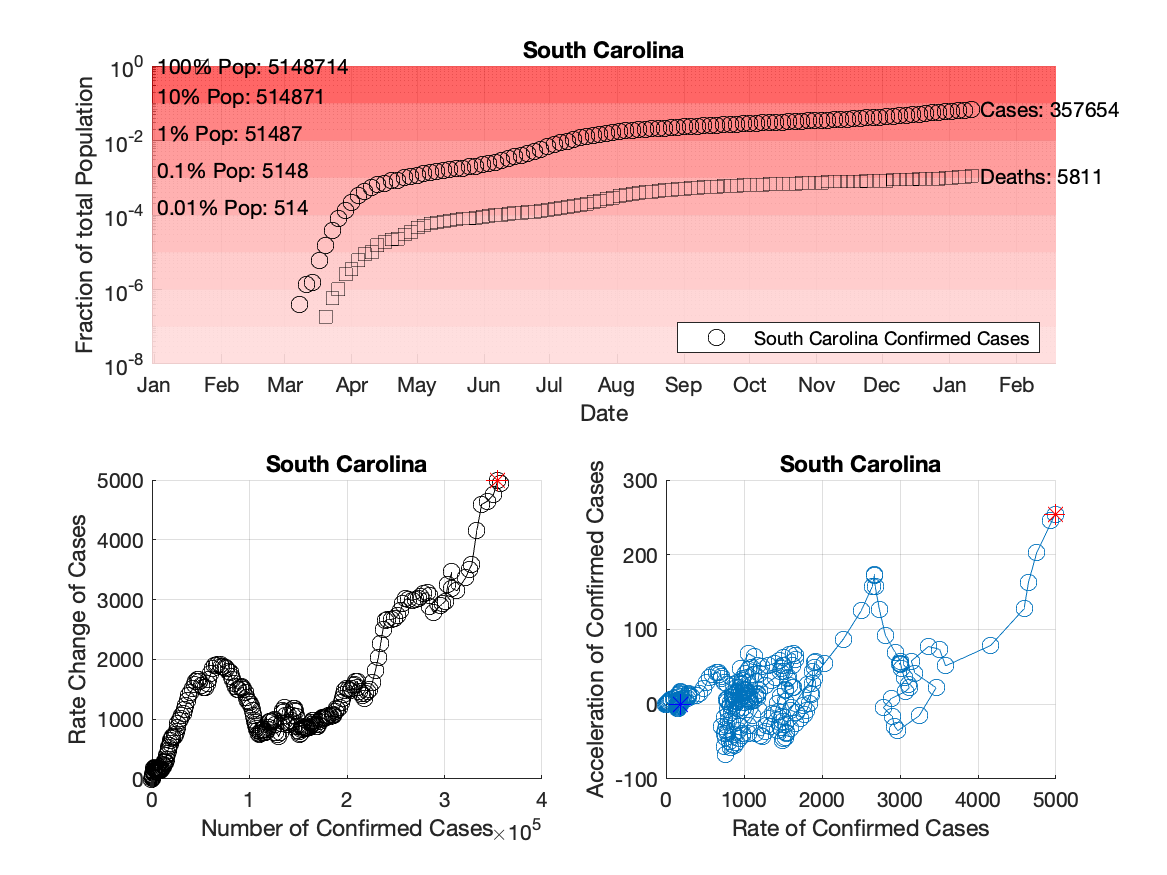 South Carolina
Fraction of total Population
10^0
10^-2
10^-4
10^-6
10^-8
100% Pop: 5148714
10% Pop: 514871
1% Pop: 51487
0.1% Pop: 5148
0.01% Pop: 514
Cases: 357654
Deaths: 5811
South Carolina Confirmed Cases
Jan Feb Mar Apr May Jun Jul Aug Sep Oct Nov Dec Jan Feb
Date
South Carolina
Rate Change of Cases
5000
4000
3000
2000
1000
0
0 1 2 3 4
Number of Confirmed Cases ×10^5
South Carolina
Acceleration of Confirmed Cases
300
200
100
0
-100
0 1000 2000 3000 4000 5000
Rate of Confirmed Cases